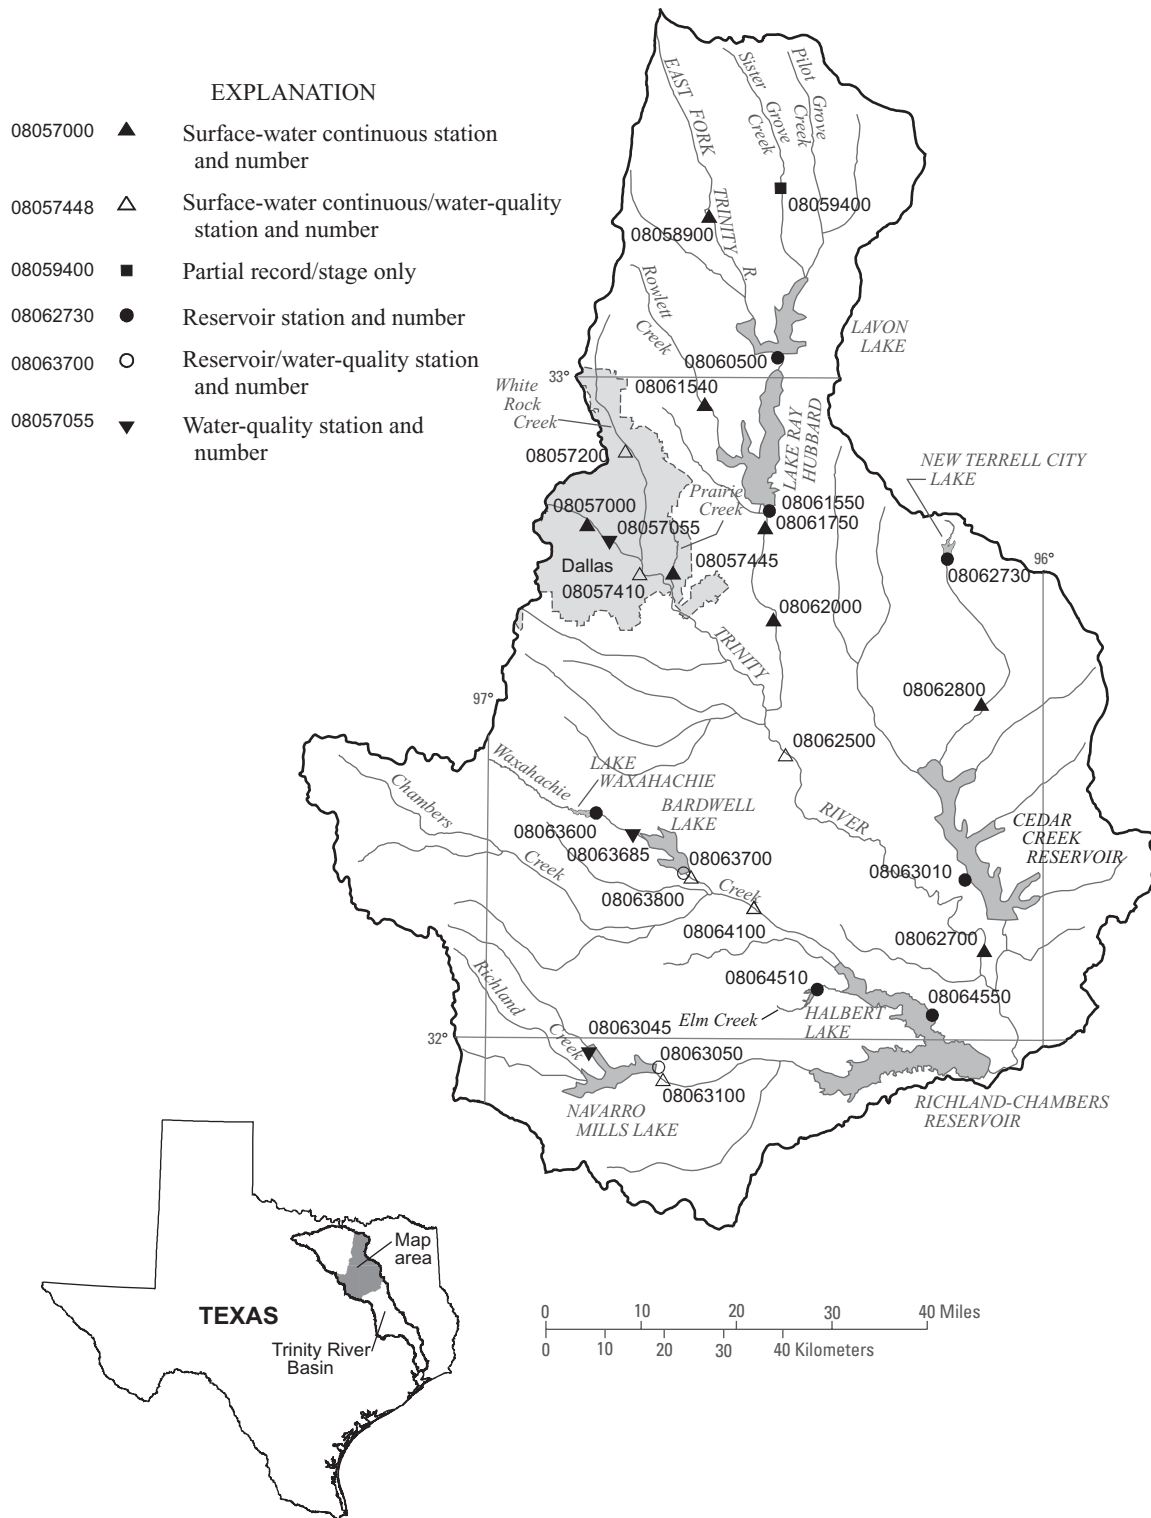 EXPLANATION
08057000 Surface-water continuous station
and number
08057448 Surface-water continuous/water-quality
station and number
08059400 Partial record/stage only
08062730 Reservoir station and number
08063700 Reservoir/water-quality station
and number
08057055 Water-quality station and
number
EAST FORK TRINITY R.
Sister Grove Creek
Pilot Grove Creek
08059400
08058900
Rowlett Creek
LAVON
LAKE
08060500
33°
08061540
White
Rock
Creek
LAKE RAY
HUBBARD
08057200
NEW TERRELL CITY
LAKE
Prairie
Creek
08061550
08057000
08061750
08057055
Dallas
08057445
08057410
96°
08062730
08062000
TRINITY
97°
08062800
08062500
Waxahachie
LAKE
WAXAHACHIE
Chambers
BARDWELL
LAKE
RIVER
08063600
CEDAR
CREEK
RESERVOIR
08063685
08063700
Creek
08063010
08063800
Creek
08064100
08062700
Richland
08064510
08064550
Elm Creek
HALBERT
LAKE
32°
08063045
Creek
08063050
08063100
NAVARRO
MILLS LAKE
RICHLAND-CHAMBERS
RESERVOIR
Map
area
TEXAS
Trinity River
Basin
0 10 20 30 40 Miles
0 10 20 30 40 Kilometers